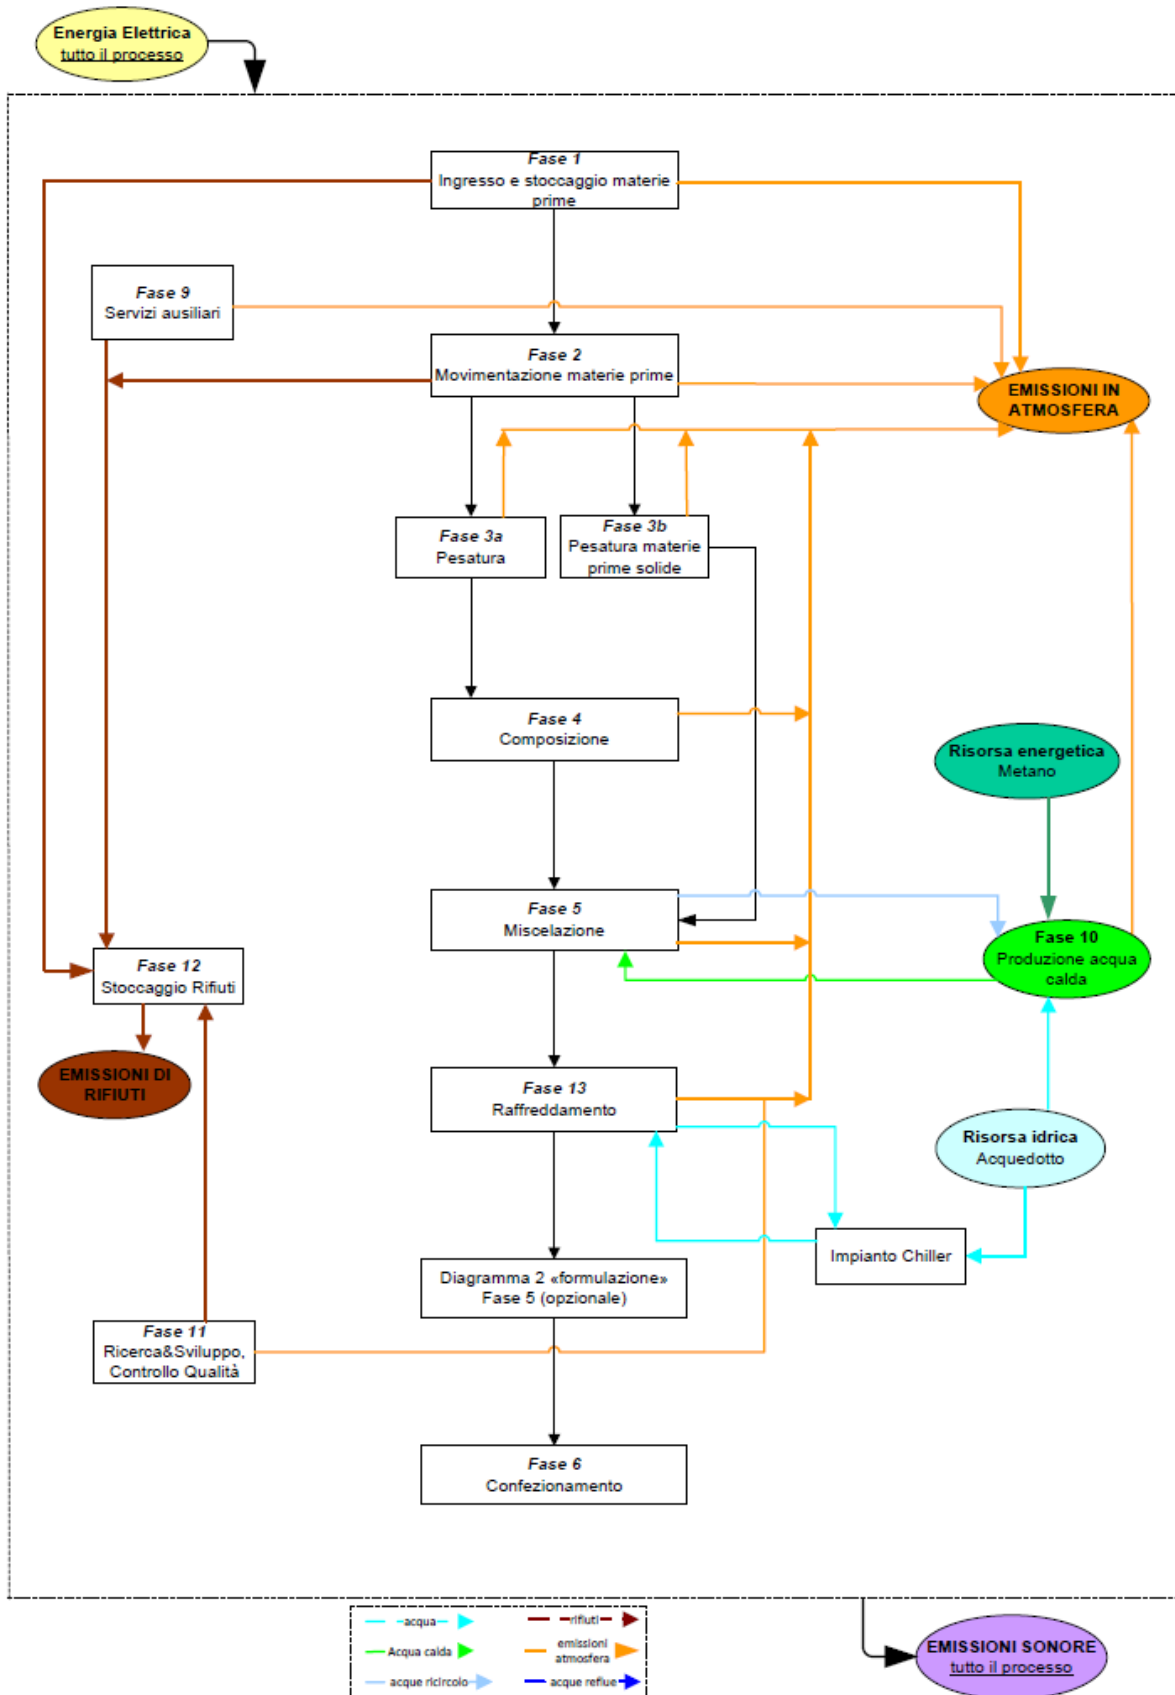 Energia Elettrica
tutto il processo
Fase 1
Ingresso e stoccaggio materie
prime
Fase 9
Servizi ausiliari
Fase 2
Movimentazione materie prime
EMISSIONI IN
ATMOSFERA
Fase 3a
Pesatura
Fase 3b
Pesatura materie
prime solide
Fase 4
Composizione
Risorsa energetica
Metano
Fase 5
Miscelazione
Fase 10
Produzione acqua
calda
Fase 12
Stoccaggio Rifiuti
EMISSIONI DI
RIFIUTI
Fase 13
Raffreddamento
Risorsa idrica
Acquedotto
Impianto Chiller
Diagramma 2 «formulazione»
Fase 5 (opzionale)
Fase 11
Ricerca&Sviluppo,
Controllo Qualità
Fase 6
Confezionamento
acqua
rifiuti
Acqua calda
emissioni
atmosfera
acque ricircolo
acque reflue
EMISSIONI SONORE
tutto il processo